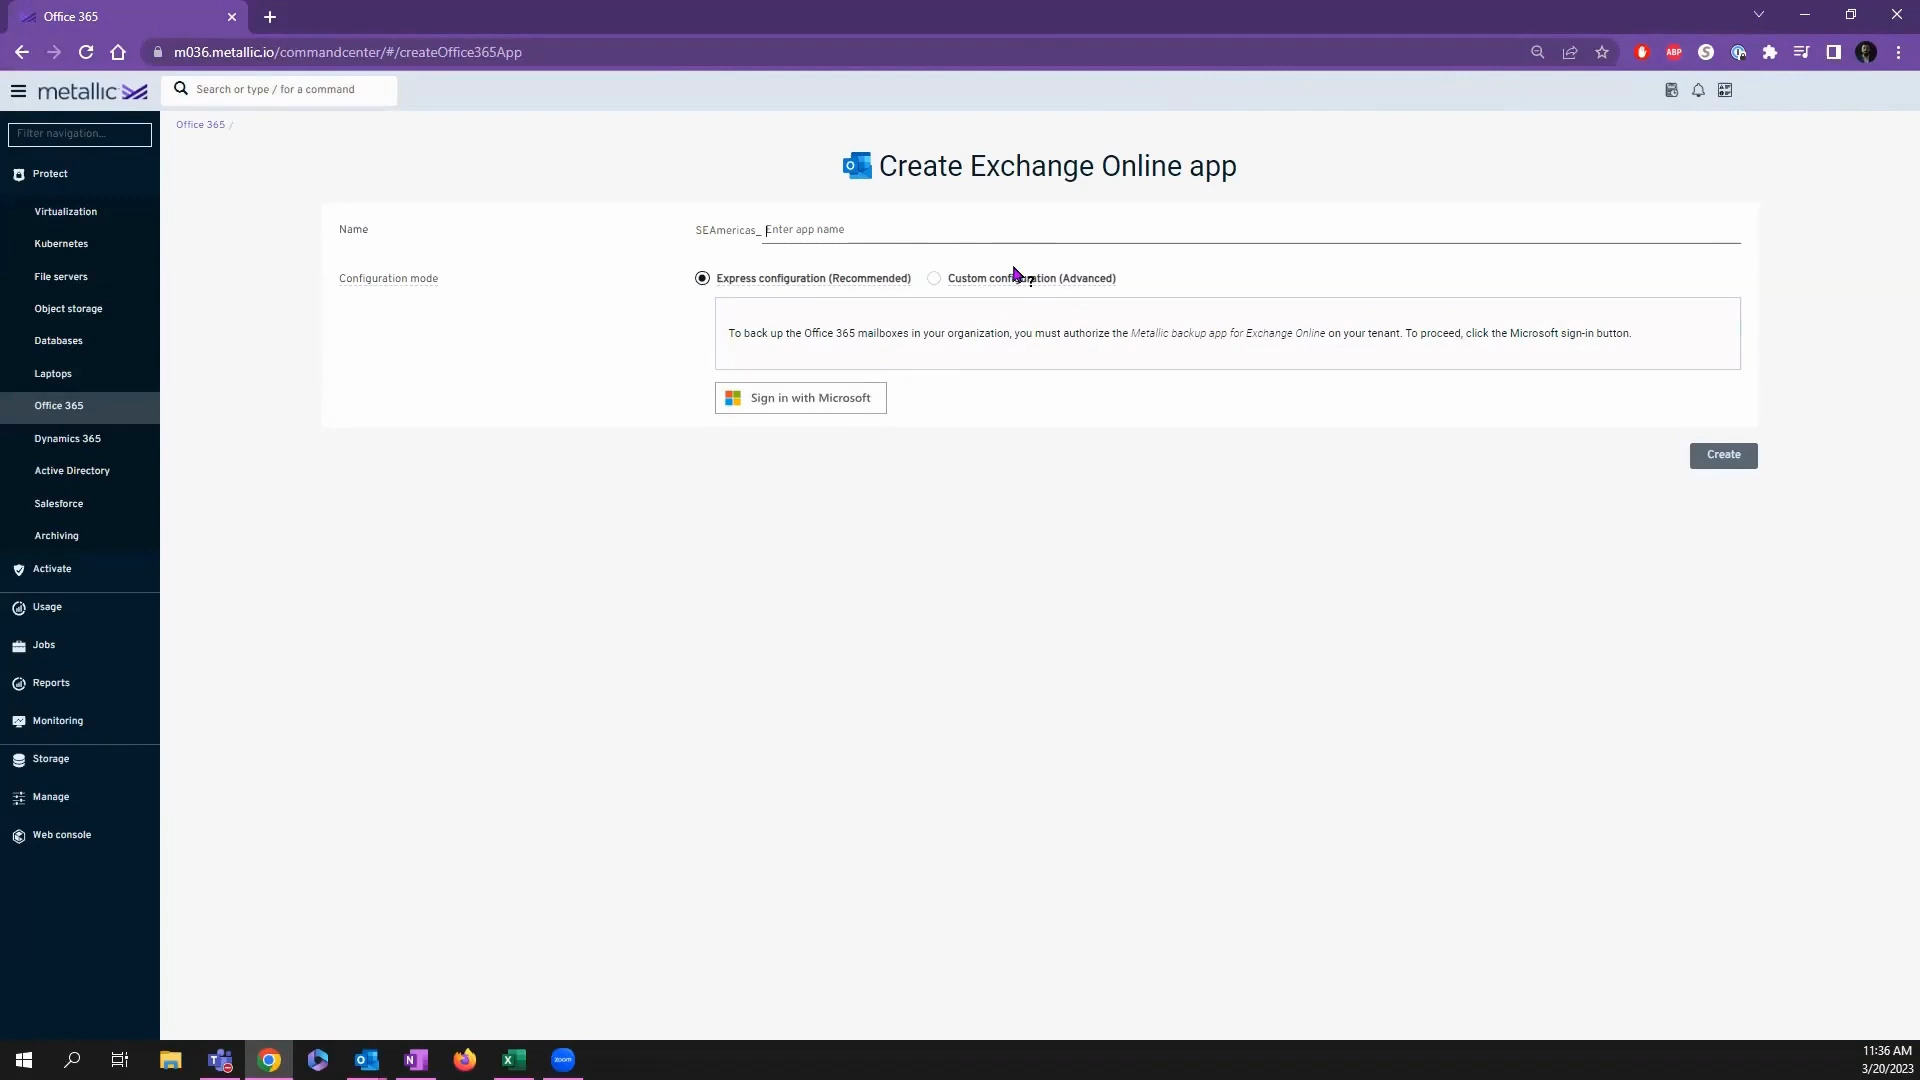 Office 365
m036.metallic.io/commandcenter/#/createOffice365App
ABP
metallic
Search or type / for a command
Filter navigation...
Protect
Virtualization
Kubernetes
File servers
Object storage
Databases
Laptops
Office 365
Dynamics 365
Active Directory
Salesforce
Archiving
Activate
Usage
Jobs
Reports
Monitoring
Storage
Manage
Web console
Office 365 /
Create Exchange Online app
Name
SEAmericas_ Enter app name
Configuration mode
Express configuration (Recommended) Custom configuration (Advanced)
To back up the Office 365 mailboxes in your organization, you must authorize the Metallic backup app for Exchange Online on your tenant. To proceed, click the Microsoft sign-in button.
Sign in with Microsoft
Create
zoom
11:36 AM
3/20/2023